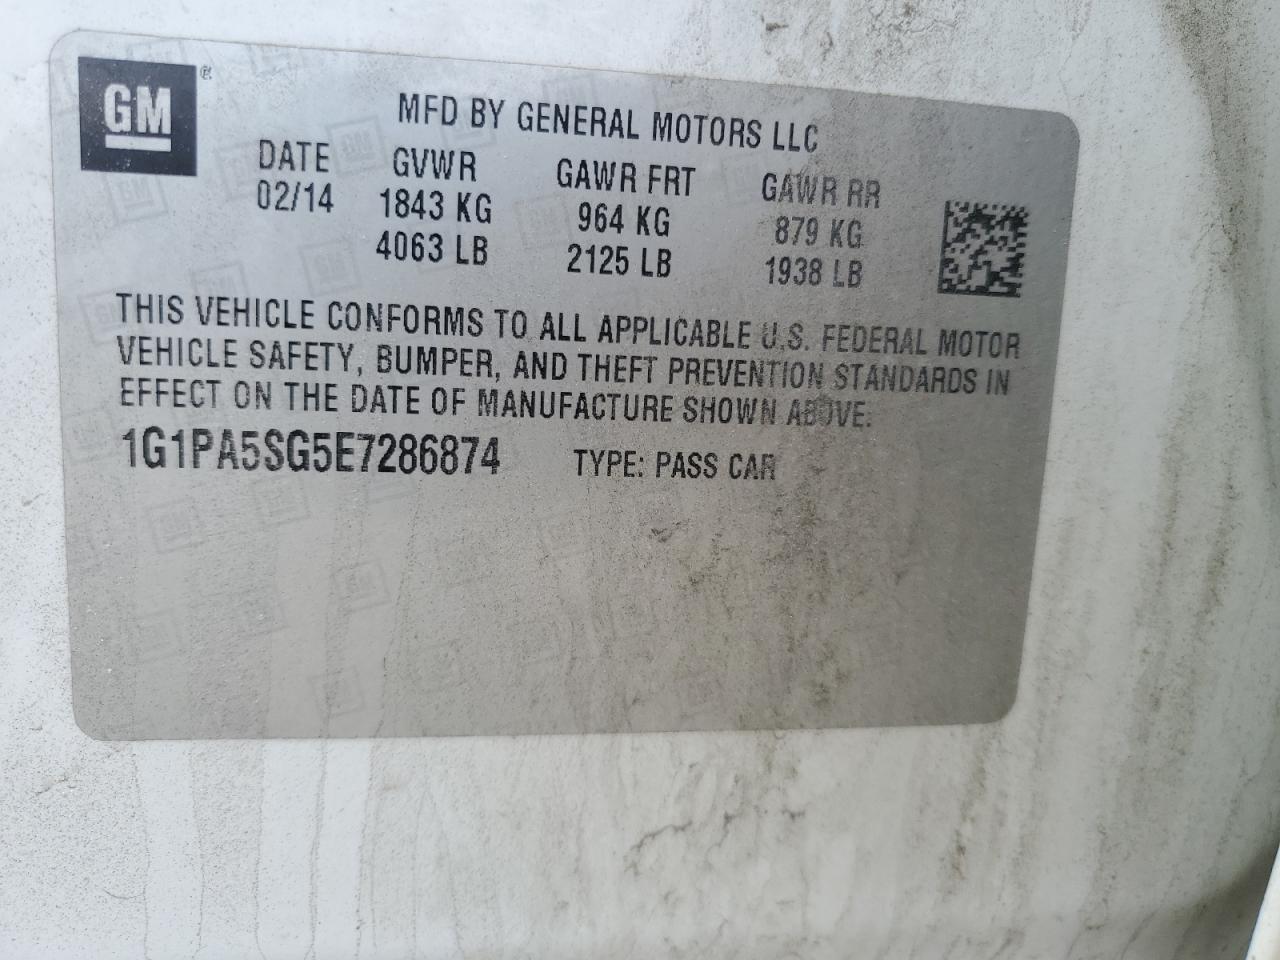 GM
MFD BY GENERAL MOTORS LLC
DATE GVWR GAWR FRT GAWR RR
02/14 1843 KG 964 KG 879 KG
4063 LB 2125 LB 1938 LB
THIS VEHICLE CONFORMS TO ALL APPLICABLE U.S. FEDERAL MOTOR
VEHICLE SAFETY, BUMPER, AND THEFT PREVENTION STANDARDS IN
EFFECT ON THE DATE OF MANUFACTURE SHOWN ABOVE.
1G1PA5SG5E7286874 TYPE: PASS CAR